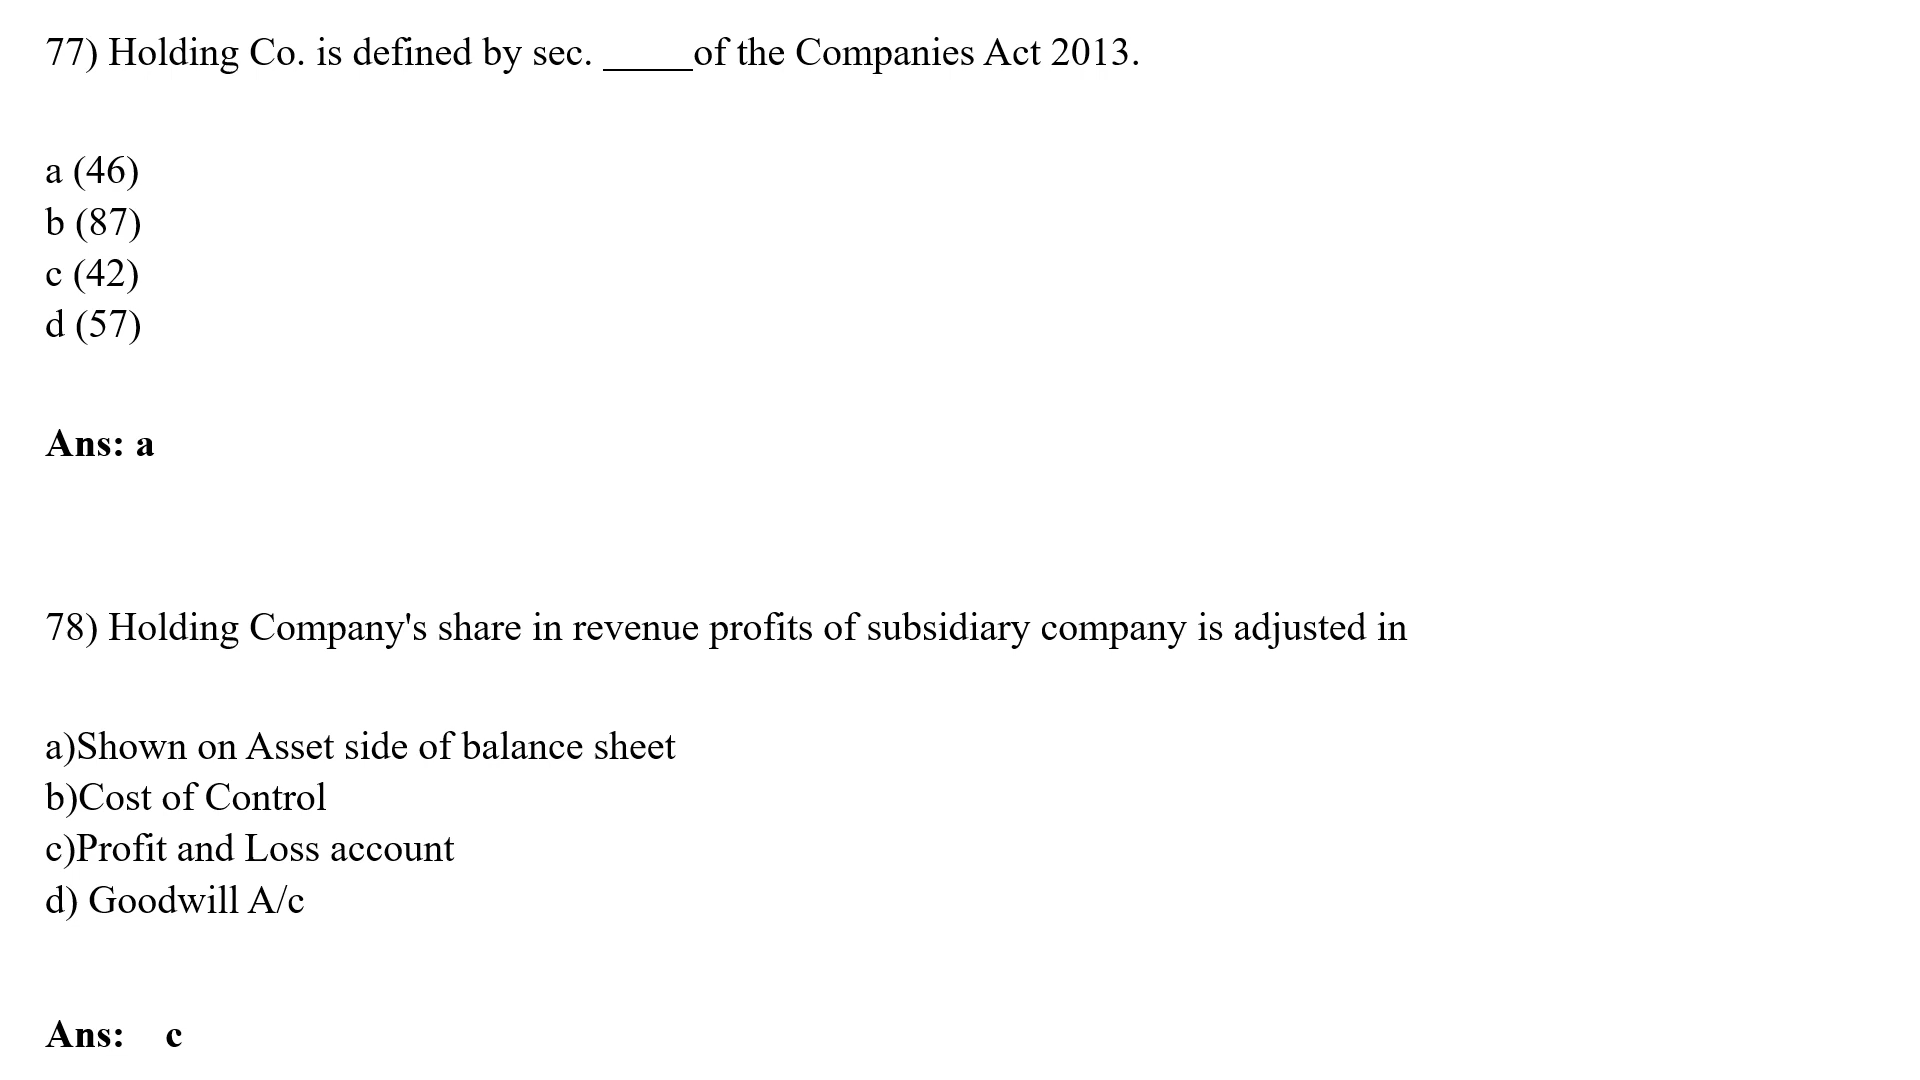 77) Holding Co. is defined by sec. _____of the Companies Act 2013.
a (46)
b (87)
c (42)
d (57)
Ans: a
78) Holding Company's share in revenue profits of subsidiary company is adjusted in
a)Shown on Asset side of balance sheet
b)Cost of Control
c)Profit and Loss account
d) Goodwill A/c
Ans: c